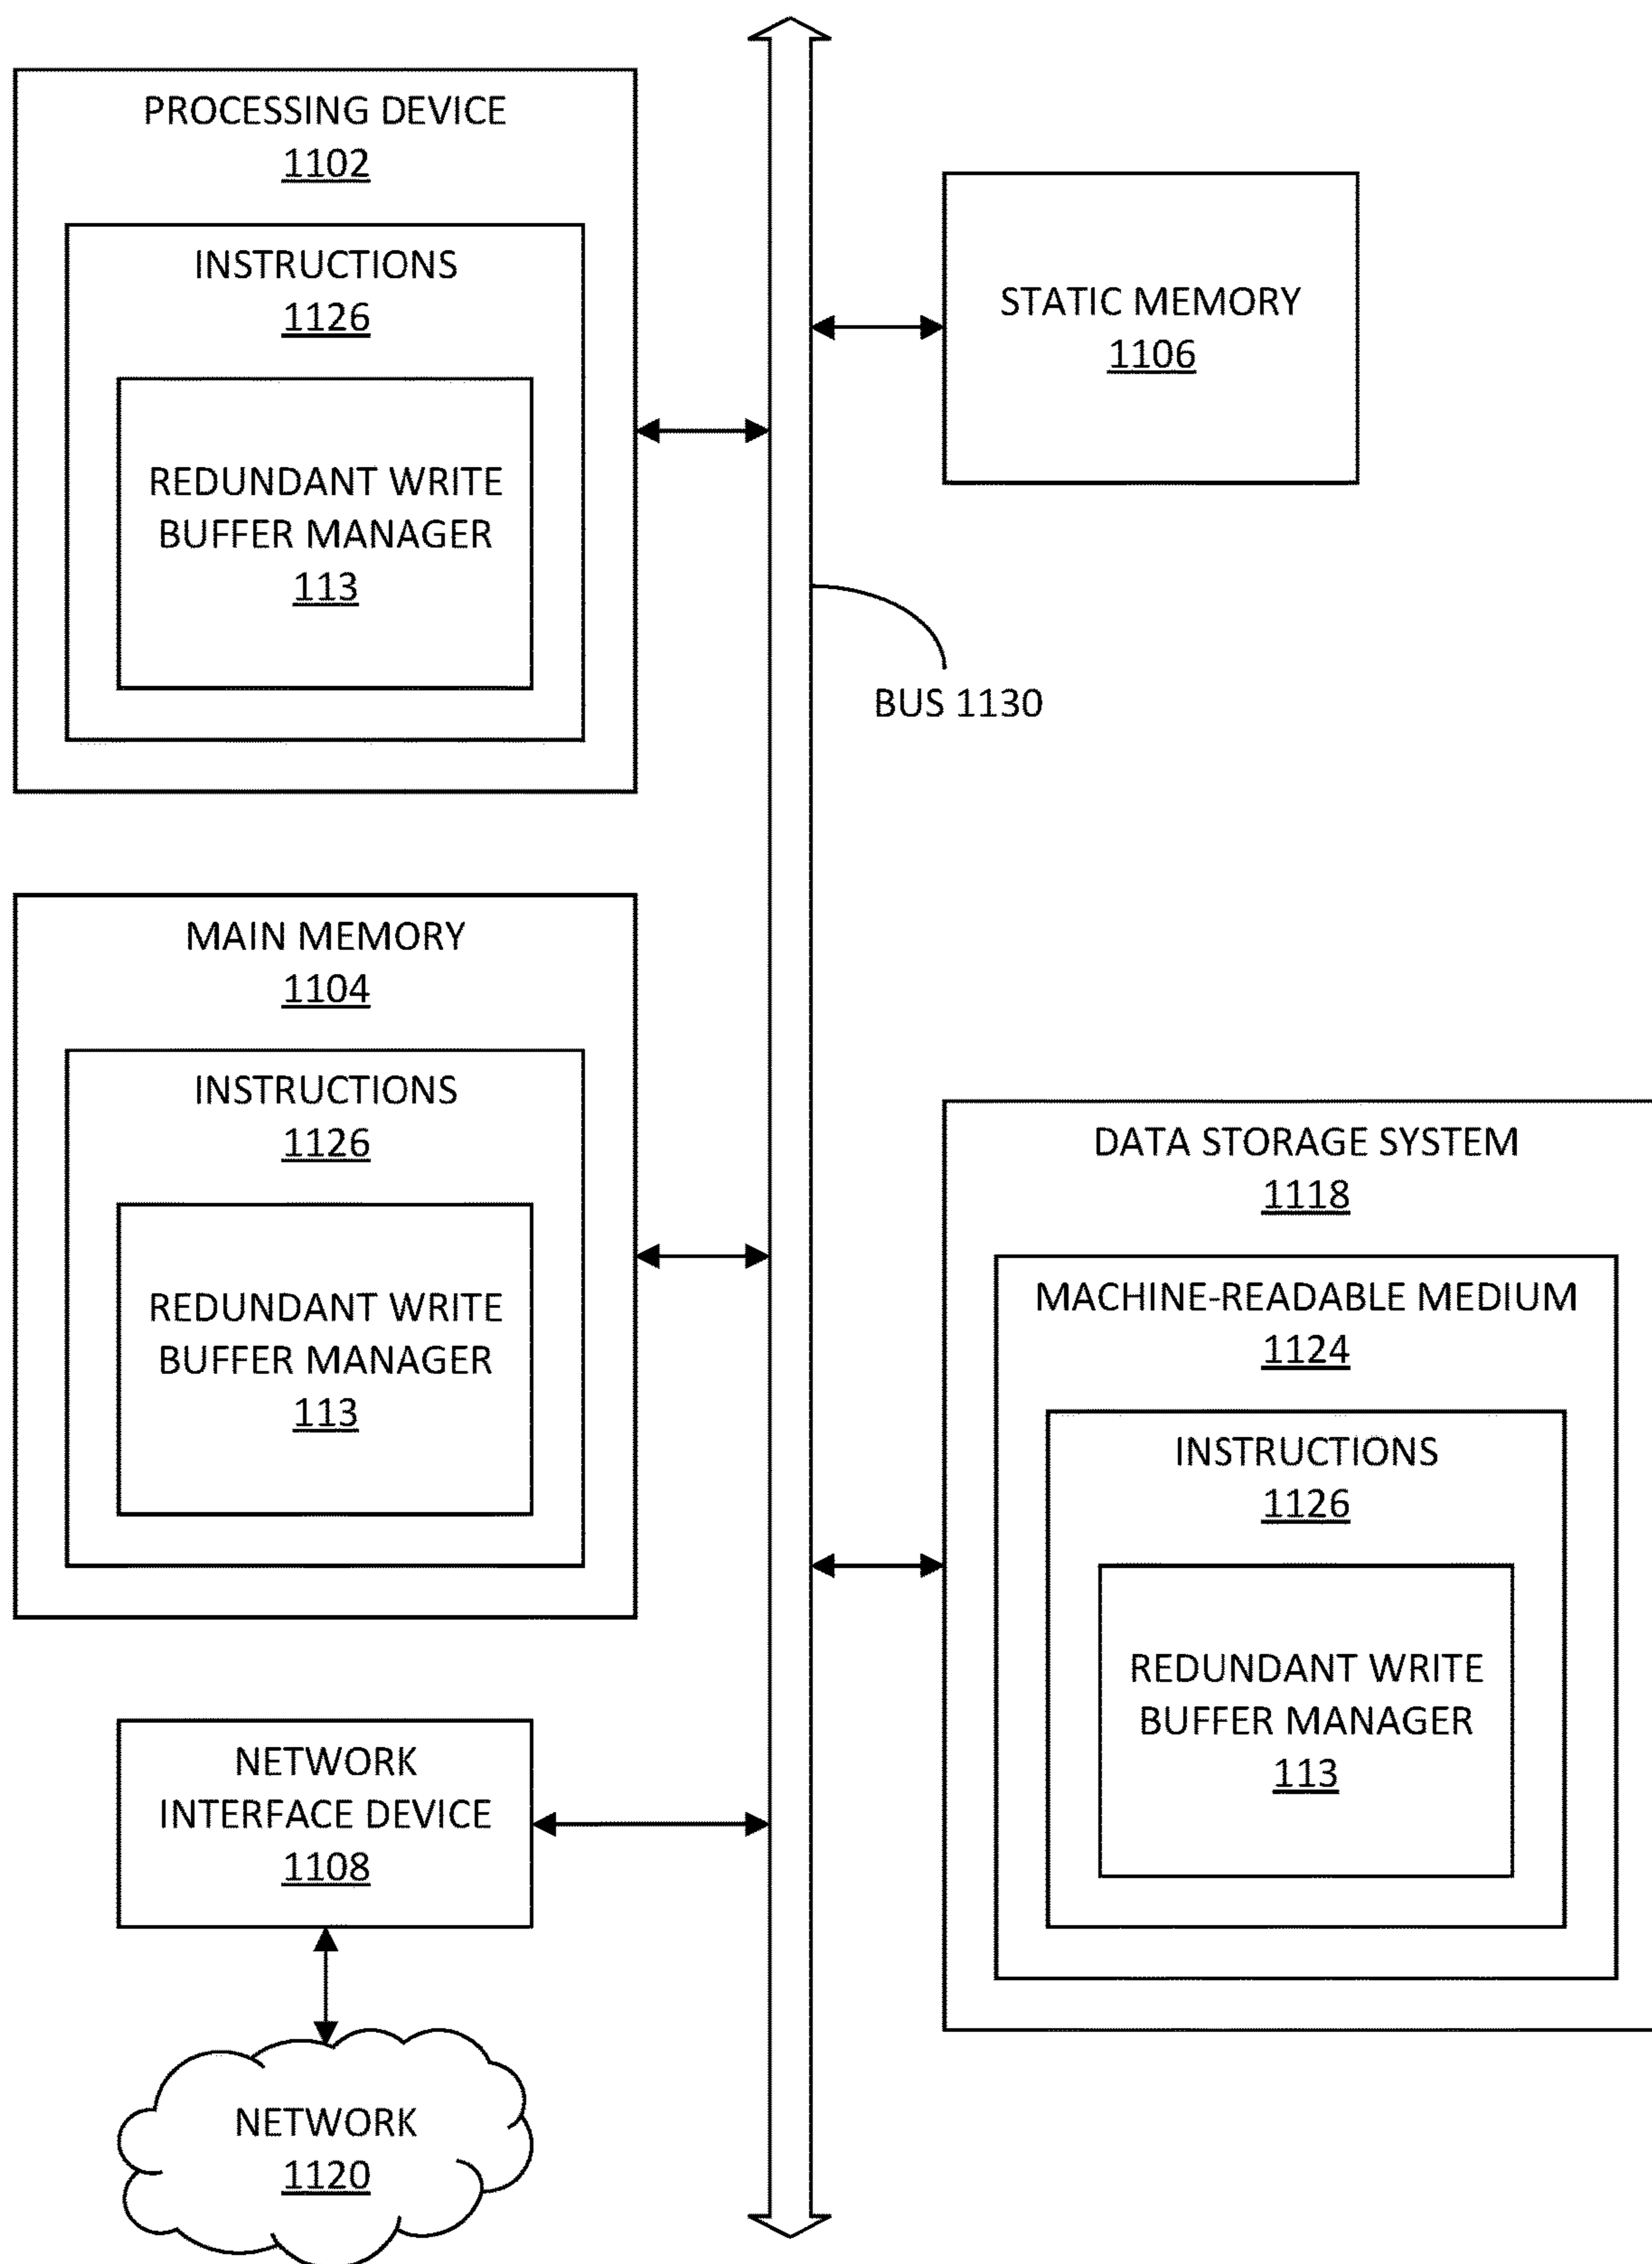 PROCESSING DEVICE
1102
INSTRUCTIONS
1126
REDUNDANT WRITE
BUFFER MANAGER
113
STATIC MEMORY
1106
BUS 1130
MAIN MEMORY
1104
INSTRUCTIONS
1126
REDUNDANT WRITE
BUFFER MANAGER
113
DATA STORAGE SYSTEM
1118
MACHINE-READABLE MEDIUM
1124
INSTRUCTIONS
1126
REDUNDANT WRITE
BUFFER MANAGER
113
NETWORK
INTERFACE DEVICE
1108
NETWORK
1120